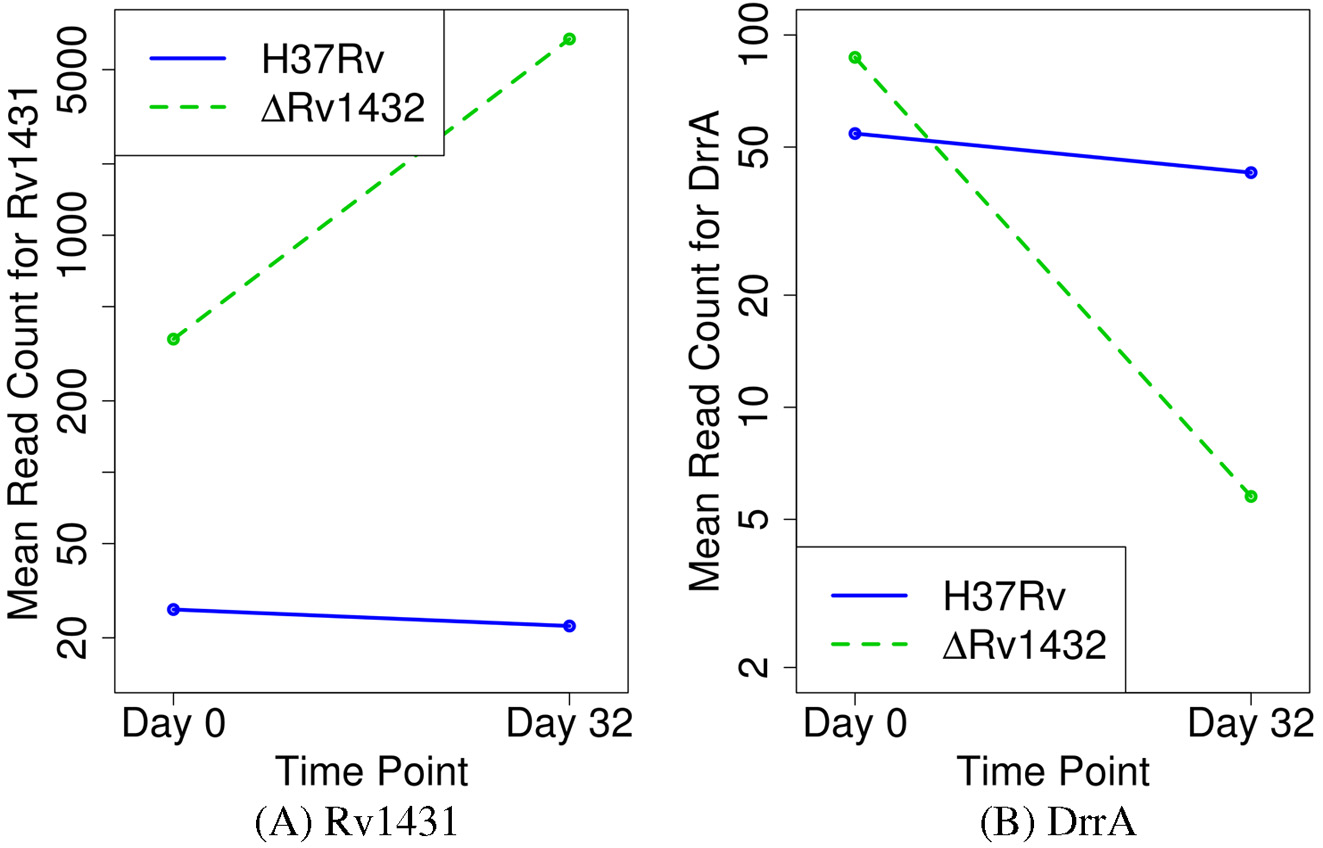 Mean Read Count for Rv1431
5000
1000
200
50
20
H37Rv
ΔRv1432
Day 0
Day 32
Time Point
(A) Rv1431
Mean Read Count for DrrA
100
50
20
10
5
2
H37Rv
ΔRv1432
Day 0
Day 32
Time Point
(B) DrrA